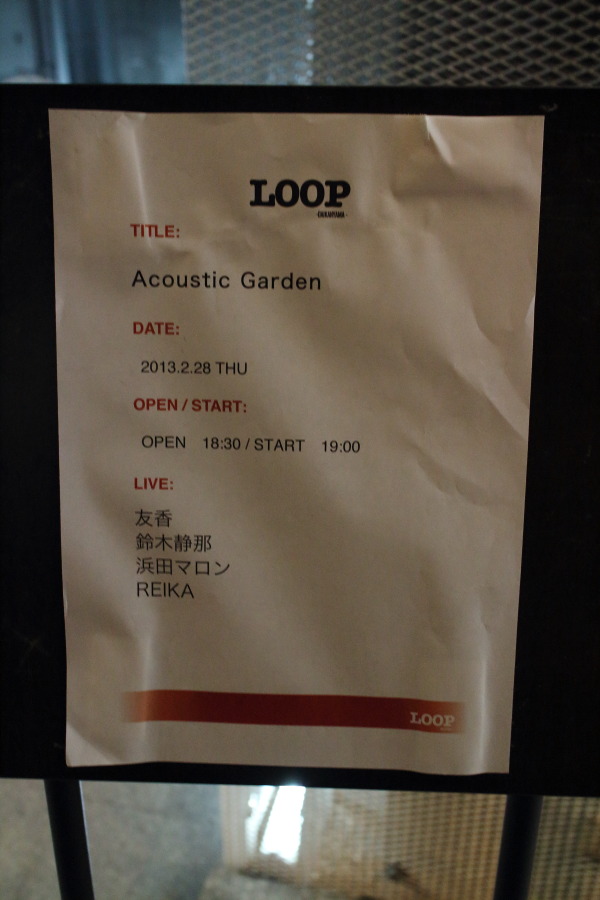 LOOP
TITLE:
Acoustic Garden
DATE:
2013.2.28 THU
OPEN / START:
OPEN 18:30 / START 19:00
LIVE:
友香
鈴木静那
浜田マロン
REIKA
LOOP